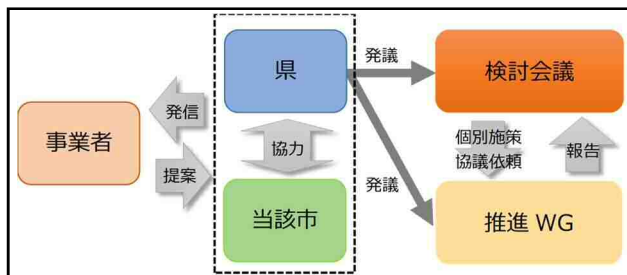 県
発議
検討会議
発信
事業者
協力
個別施策
協議依頼
報告
提案
発議
当該市
推進 WG